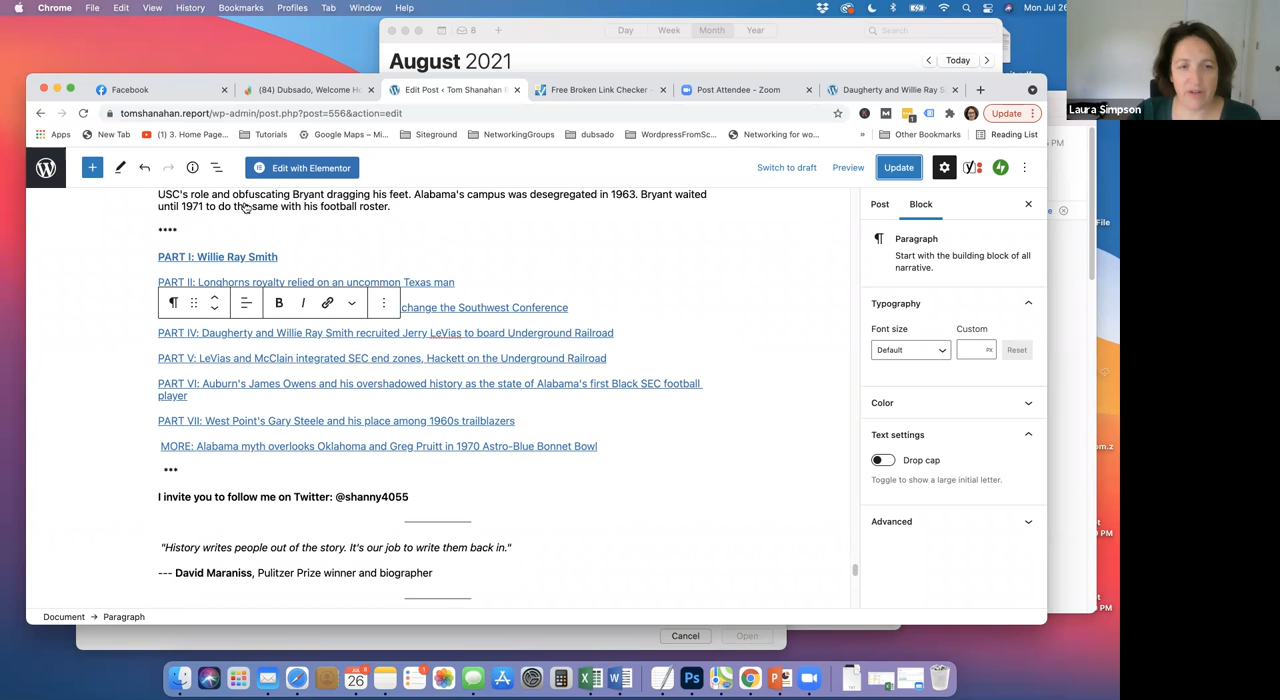 Chrome File Edit View History Bookmarks Profiles Tab Window Help Mon Jul 26
8 Day Week Month Year Search
August 2021 Today
Facebook (84) Dubsado, Welcome Ho Edit Post ‹ Tom Shanahan R Free Broken Link Checker - Post Attendee - Zoom Daugherty and Willie Ray S
Laura Simpson
tomshanahan.report/wp-admin/post.php?post=556&action=edit Update
Apps New Tab (1) 3. Home Page... Tutorials Google Maps – Mi... Siteground NetworkingGroups dubsado WordpressFromSc... Networking for wo... » Other Bookmarks Reading List
Edit with Elementor Switch to draft Preview Update
USC's role and obfuscating Bryant dragging his feet. Alabama's campus was desegregated in 1963. Bryant waited
until 1971 to do the same with his football roster.
Post Block
File
****
Paragraph
Start with the building block of all
narrative.
PART I: Willie Ray Smith
PART II: Longhorns royalty relied on an uncommon Texas man
change the Southwest Conference
Typography
Font size Custom
Default PX Reset
PART IV: Daugherty and Willie Ray Smith recruited Jerry LeVias to board Underground Railroad
PART V: LeVias and McClain integrated SEC end zones, Hackett on the Underground Railroad
PART VI: Auburn's James Owens and his overshadowed history as the state of Alabama's first Black SEC football
player
Color
PART VII: West Point's Gary Steele and his place among 1960s trailblazers
Text settings
MORE: Alabama myth overlooks Oklahoma and Greg Pruitt in 1970 Astro-Blue Bonnet Bowl
Drop cap
***
Toggle to show a large initial letter.
I invite you to follow me on Twitter: @shanny4055
Advanced
"History writes people out of the story. It's our job to write them back in."
--- David Maraniss, Pulitzer Prize winner and biographer
Document → Paragraph
Cancel Open
JUL 26 1